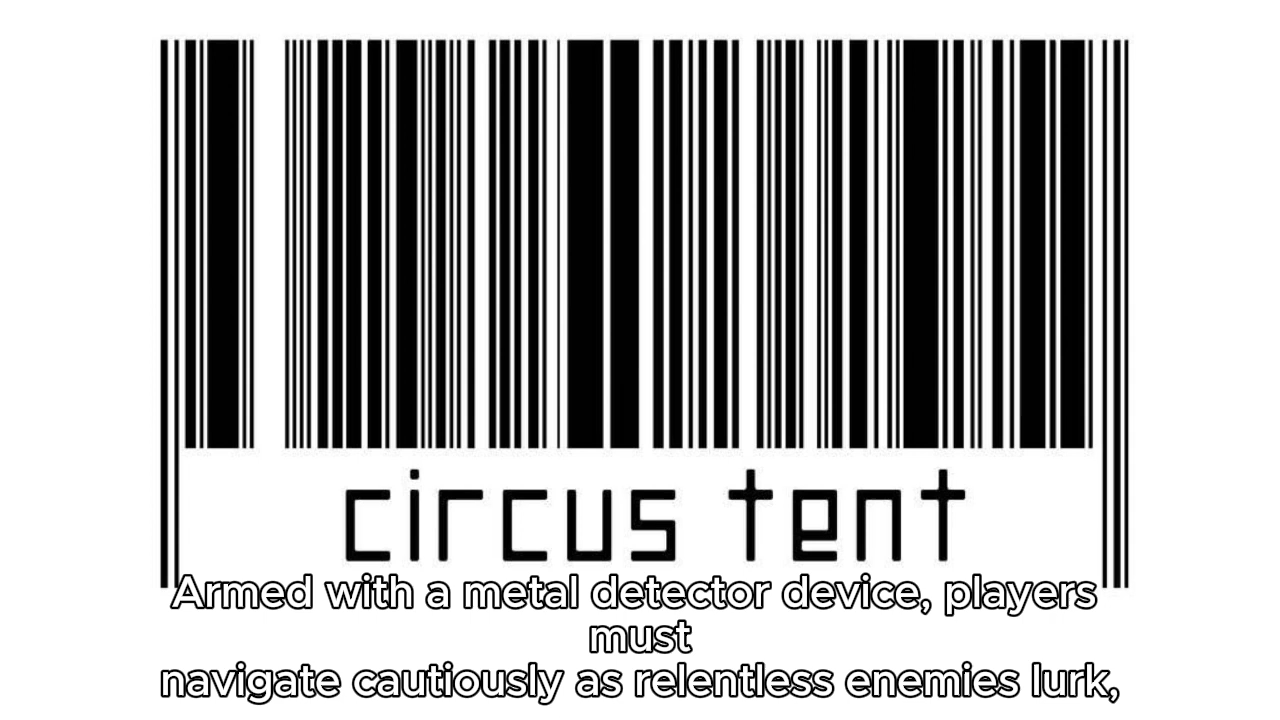 circus tent
Armed with a metal detector device, players
must
navigate cautiously as relentless enemies lurk,